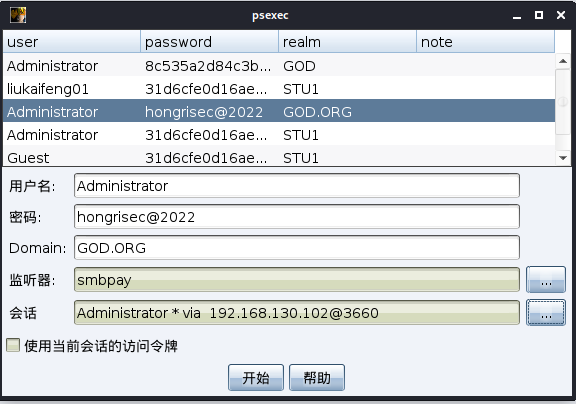 psexec
user password realm note
Administrator 8c535a2d84c3b... GOD
liukaifeng01 31d6cfe0d16ae... STU1
Administrator hongrisec@2022 GOD.ORG
Administrator 31d6cfe0d16ae... STU1
Guest 31d6cfe0d16ae... STU1
用户名: Administrator
密码: hongrisec@2022
Domain: GOD.ORG
监听器: smbpay ...
会话 Administrator * via 192.168.130.102@3660 ...
使用当前会话的访问令牌
开始 帮助